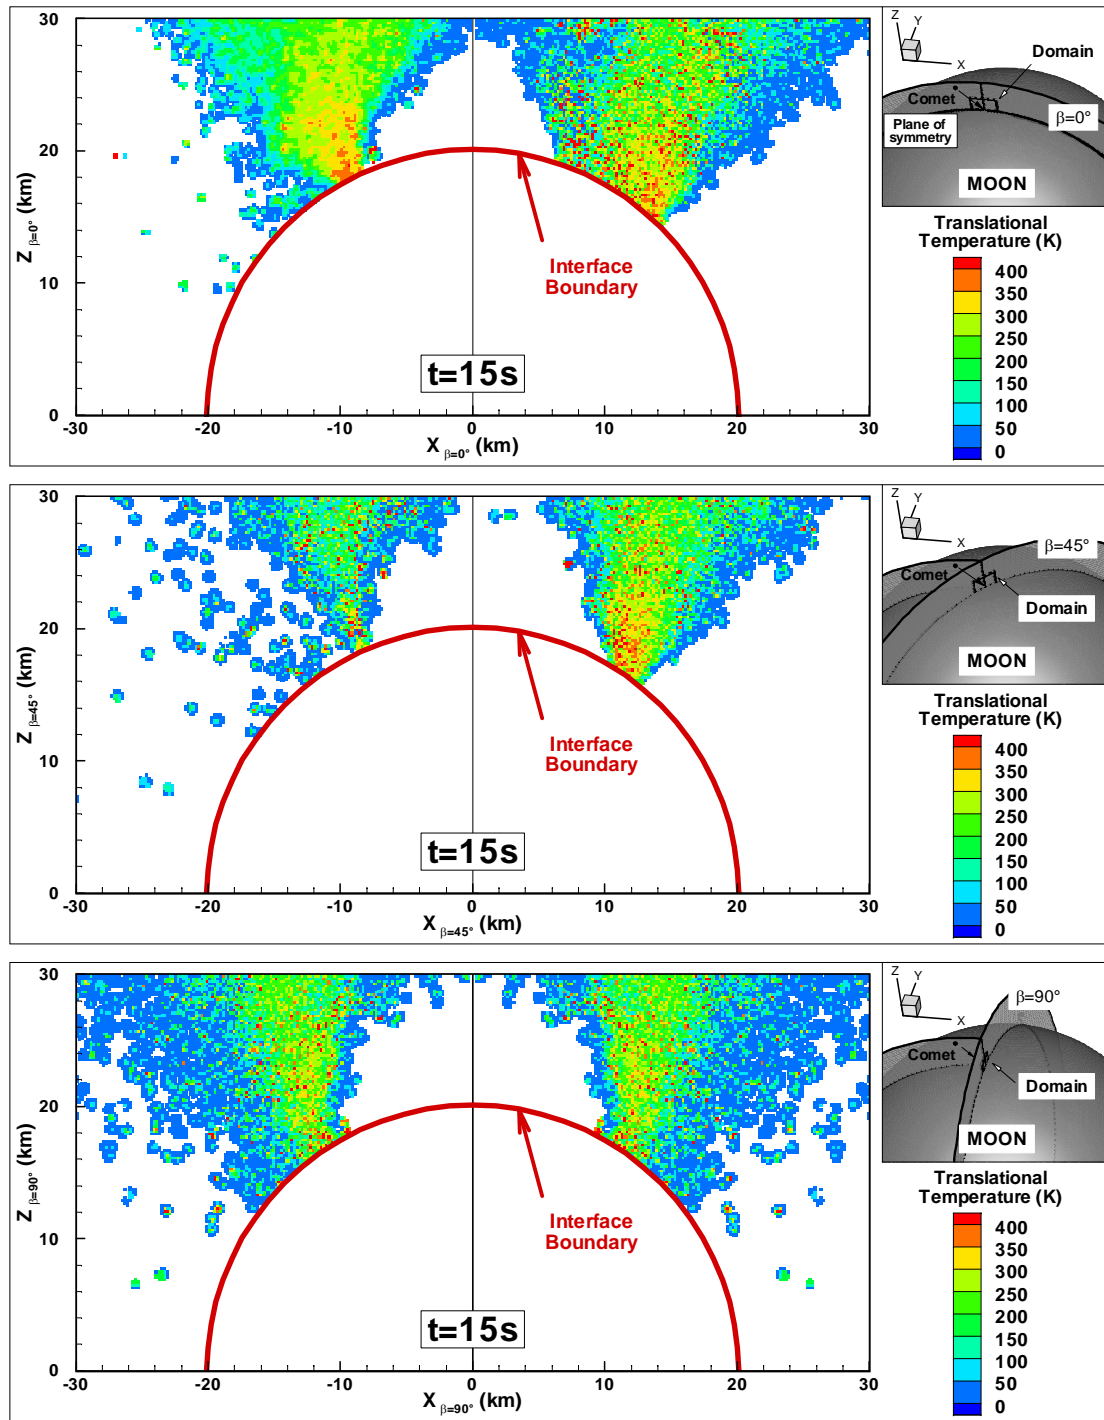 30
20
10
0
Z β=0° (km)
-30 -20 -10 0 10 20 30
X β=0° (km)
Interface
Boundary
t=15s
Z
Y
X
Domain
Comet
β=0°
Plane of
symmetry
MOON
Translational
Temperature (K)
400
350
300
250
200
150
100
50
0
30
20
10
0
Z β=45° (km)
-30 -20 -10 0 10 20 30
X β=45° (km)
Interface
Boundary
t=15s
Z
Y
X
β=45°
Comet
Domain
MOON
Translational
Temperature (K)
400
350
300
250
200
150
100
50
0
30
20
10
0
Z β=90° (km)
-30 -20 -10 0 10 20 30
X β=90° (km)
Interface
Boundary
t=15s
Z
Y
X
β=90°
Comet
Domain
MOON
Translational
Temperature (K)
400
350
300
250
200
150
100
50
0